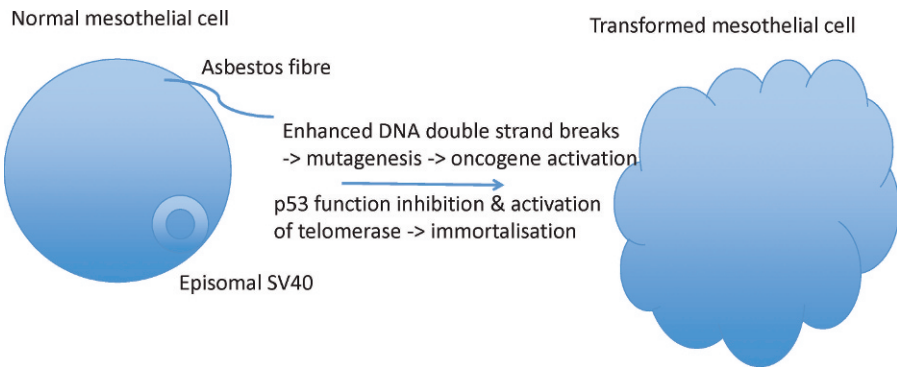 Normal mesothelial cell
Transformed mesothelial cell
Asbestos fibre
Enhanced DNA double strand breaks
-> mutagenesis -> oncogene activation
p53 function inhibition & activation
of telomerase -> immortalisation
Episomal SV40